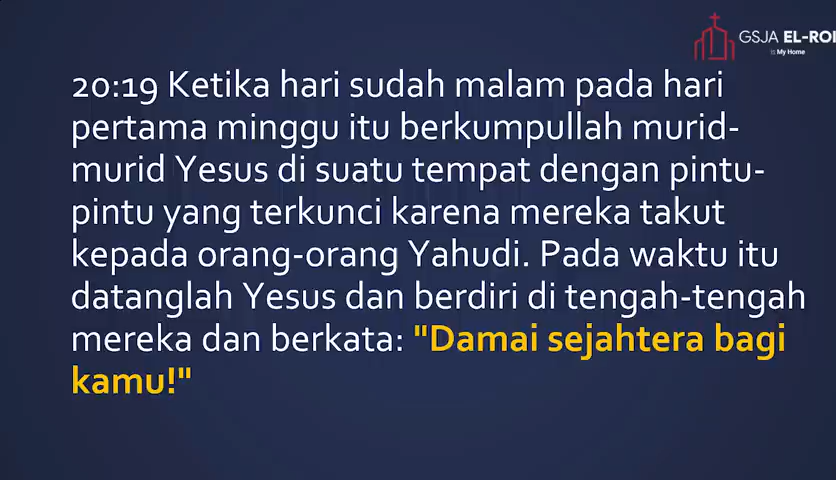 GSJA EL-ROI
My Home
20:19 Ketika hari sudah malam pada hari
pertama minggu itu berkumpullah murid-
murid Yesus di suatu tempat dengan pintu-
pintu yang terkunci karena mereka takut
kepada orang-orang Yahudi. Pada waktu itu
datanglah Yesus dan berdiri di tengah-tengah
mereka dan berkata: "Damai sejahtera bagi
kamu!"